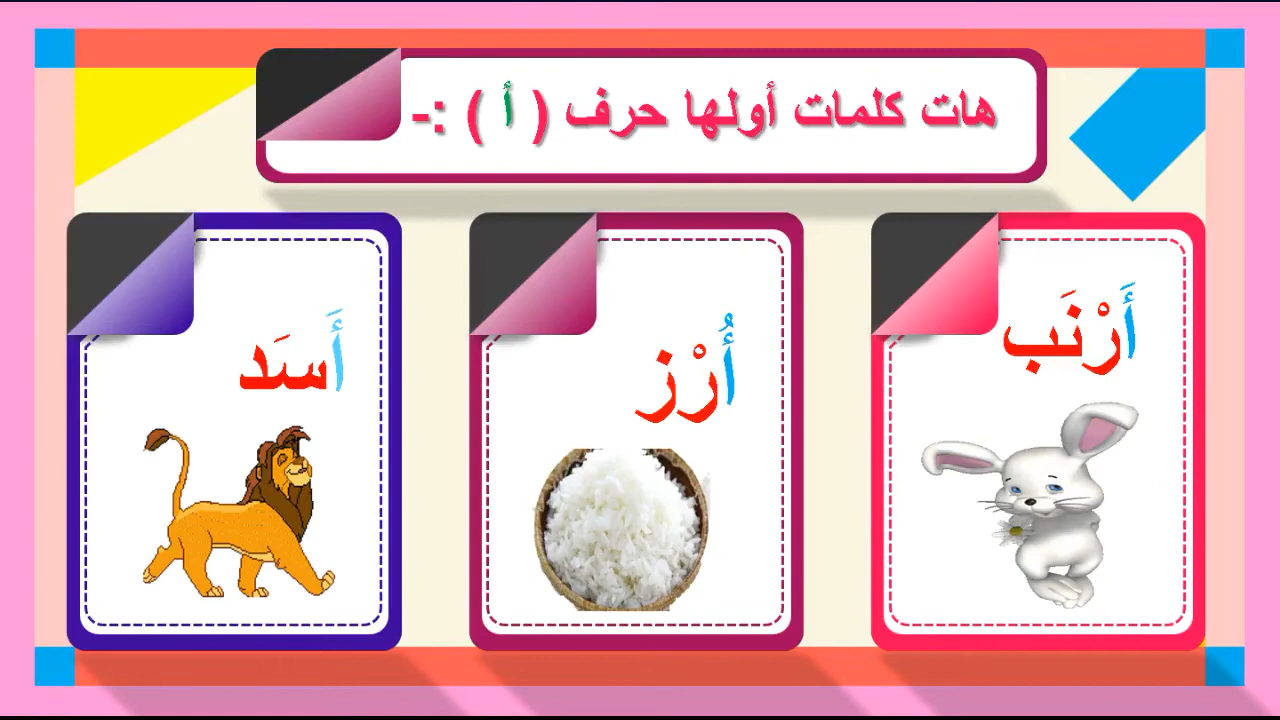 هات كلمات أولها حرف ( أ ) :-
أَرْنَب
أُرْز
أَسَد